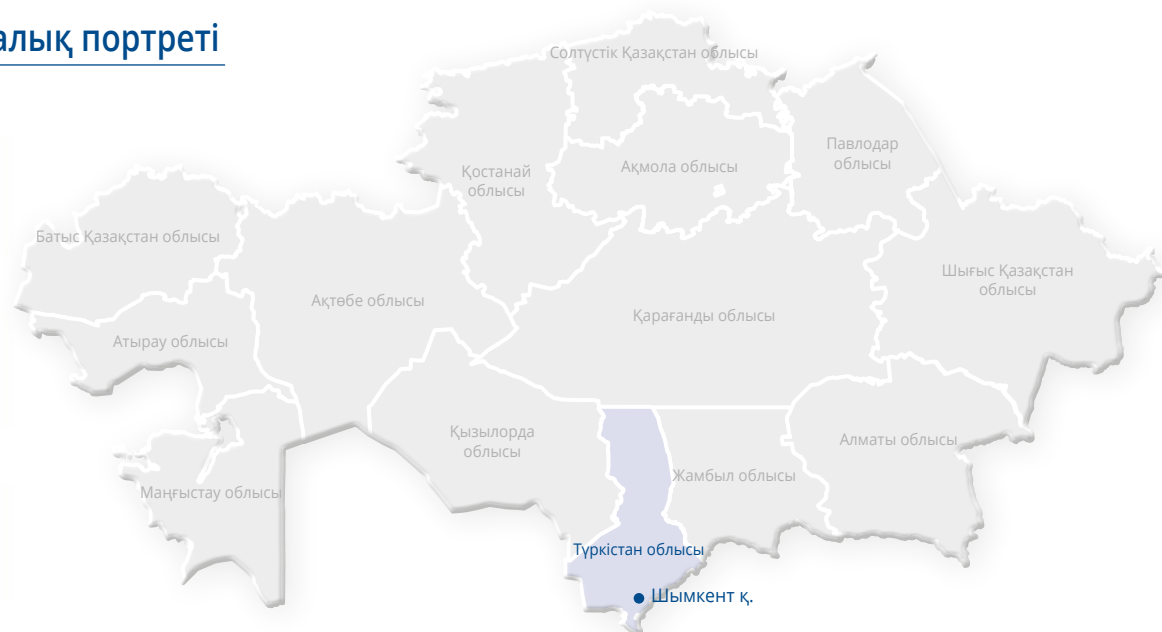 алық портреті
Солтүстік Қазақстан облысы
Павлодар
облысы
Ақмола облысы
Қостанай
облысы
Батыс Қазақстан облысы
Шығыс Қазақстан
облысы
Ақтөбе облысы
Қарағанды облысы
Атырау облысы
Қызылорда
облысы
Алматы облысы
Жамбыл облысы
Маңғыстау облысы
Түркістан облысы
Шымкент қ.